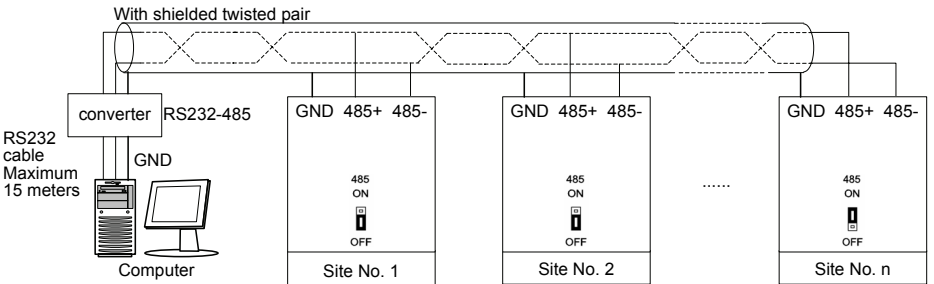 With shielded twisted pair
converter
RS232-485
RS232
cable
Maximum
15 meters
GND
Computer
GND 485+ 485-
485
ON
OFF
Site No. 1
GND 485+ 485-
485
ON
OFF
Site No. 2
......
GND 485+ 485-
485
ON
OFF
Site No. n